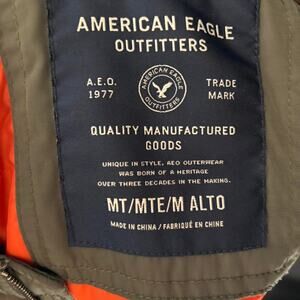 AMERICAN EAGLE
OUTFITTERS
A.E.O.
1977
AMERICAN EAGLE
OUTFITTERS
TRADE
MARK
QUALITY MANUFACTURED
GOODS
UNIQUE IN STYLE, AEO OUTERWEAR
WAS BORN OF A HERITAGE
OVER THREE DECADES IN THE MAKING.
MT/MTE/M ALTO
MADE IN CHINA / FABRIQUÉ EN CHINE